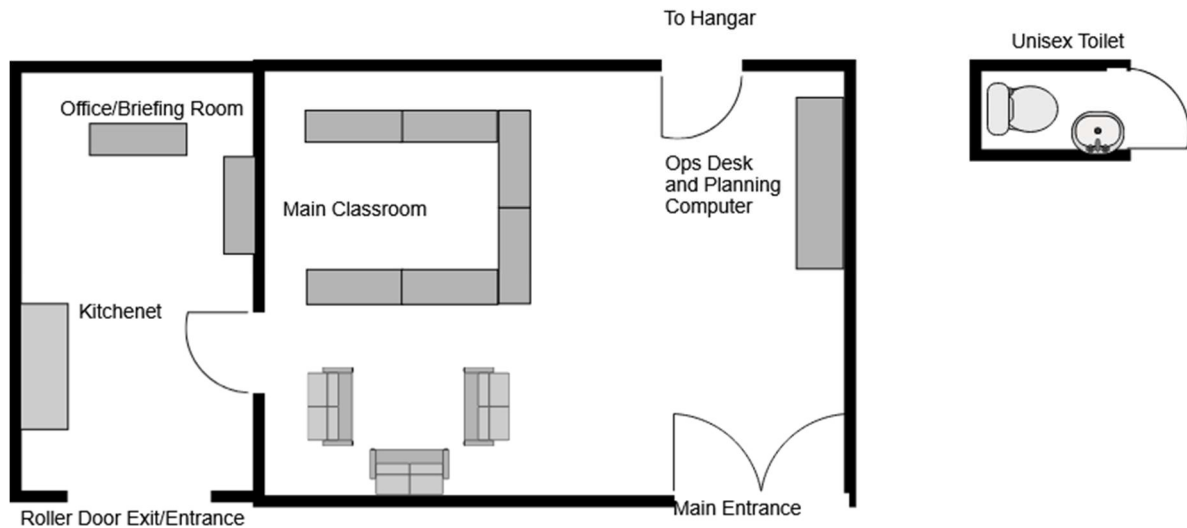 To Hangar
Unisex Toilet
Office/Briefing Room
Ops Desk
and Planning
Computer
Main Classroom
Kitchenet
Main Entrance
Roller Door Exit/Entrance